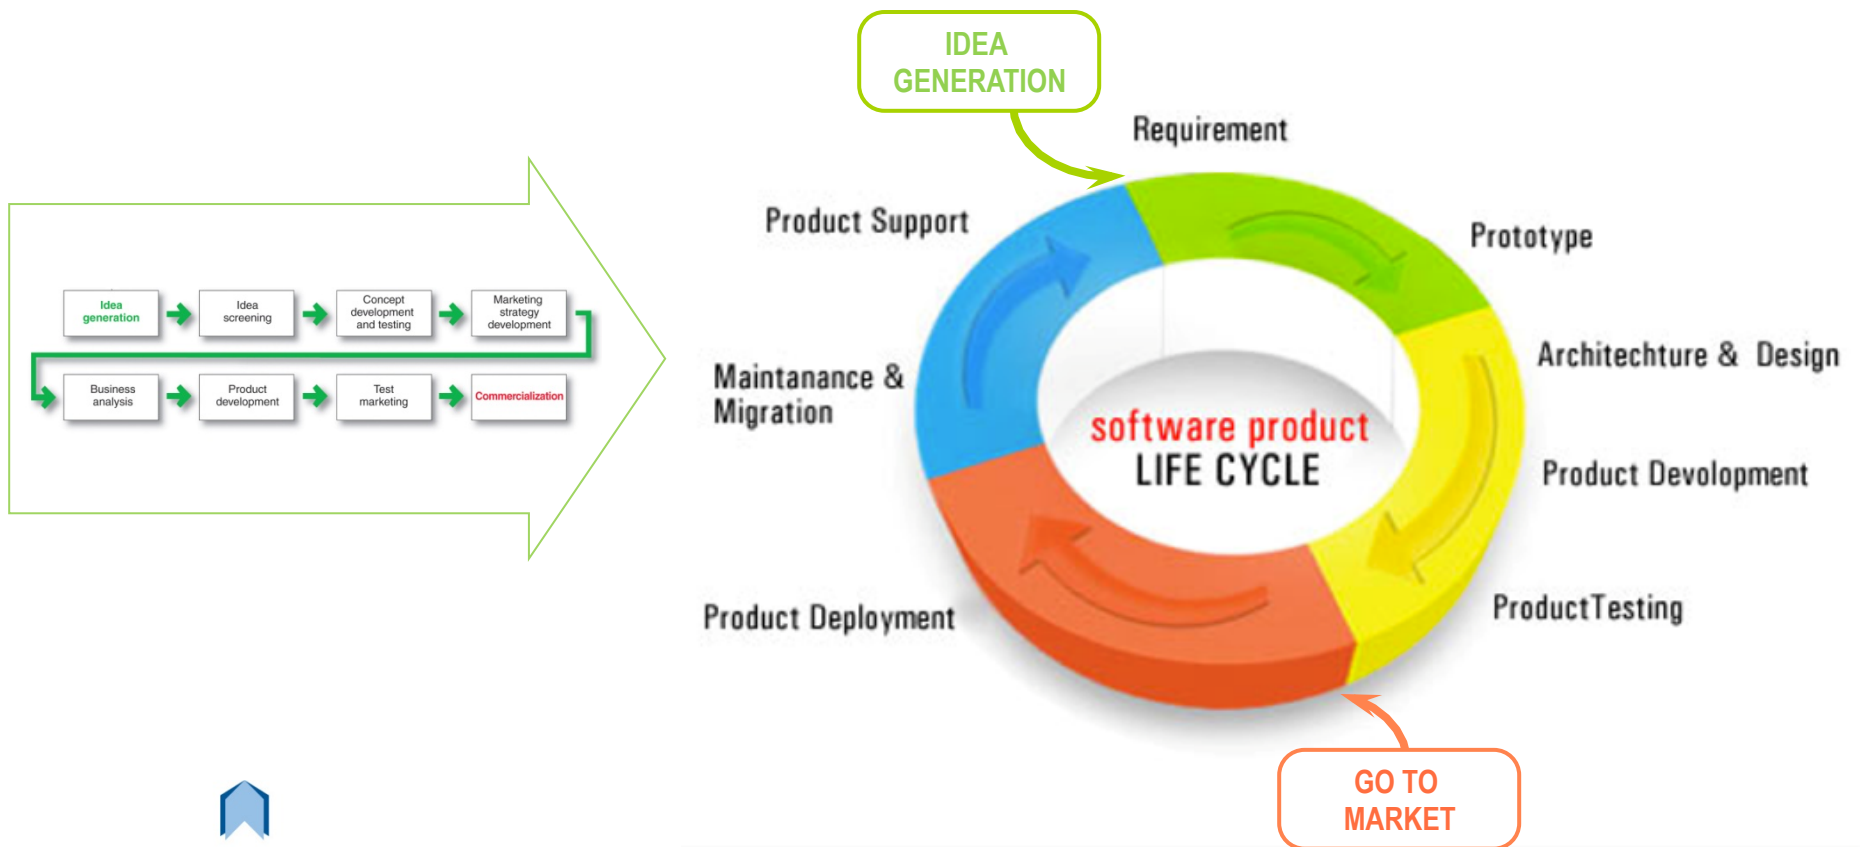 IDEA
GENERATION
Requirement
Product Support
Prototype
Idea
generation
Idea
screening
Concept
development
and testing
Marketing
strategy
development
Business
analysis
Product
development
Test
marketing
Commercialization
Architechture & Design
Maintanance &
Migration
software product
LIFE CYCLE
Product Devolopment
Product Deployment
ProductTesting
GO TO
MARKET